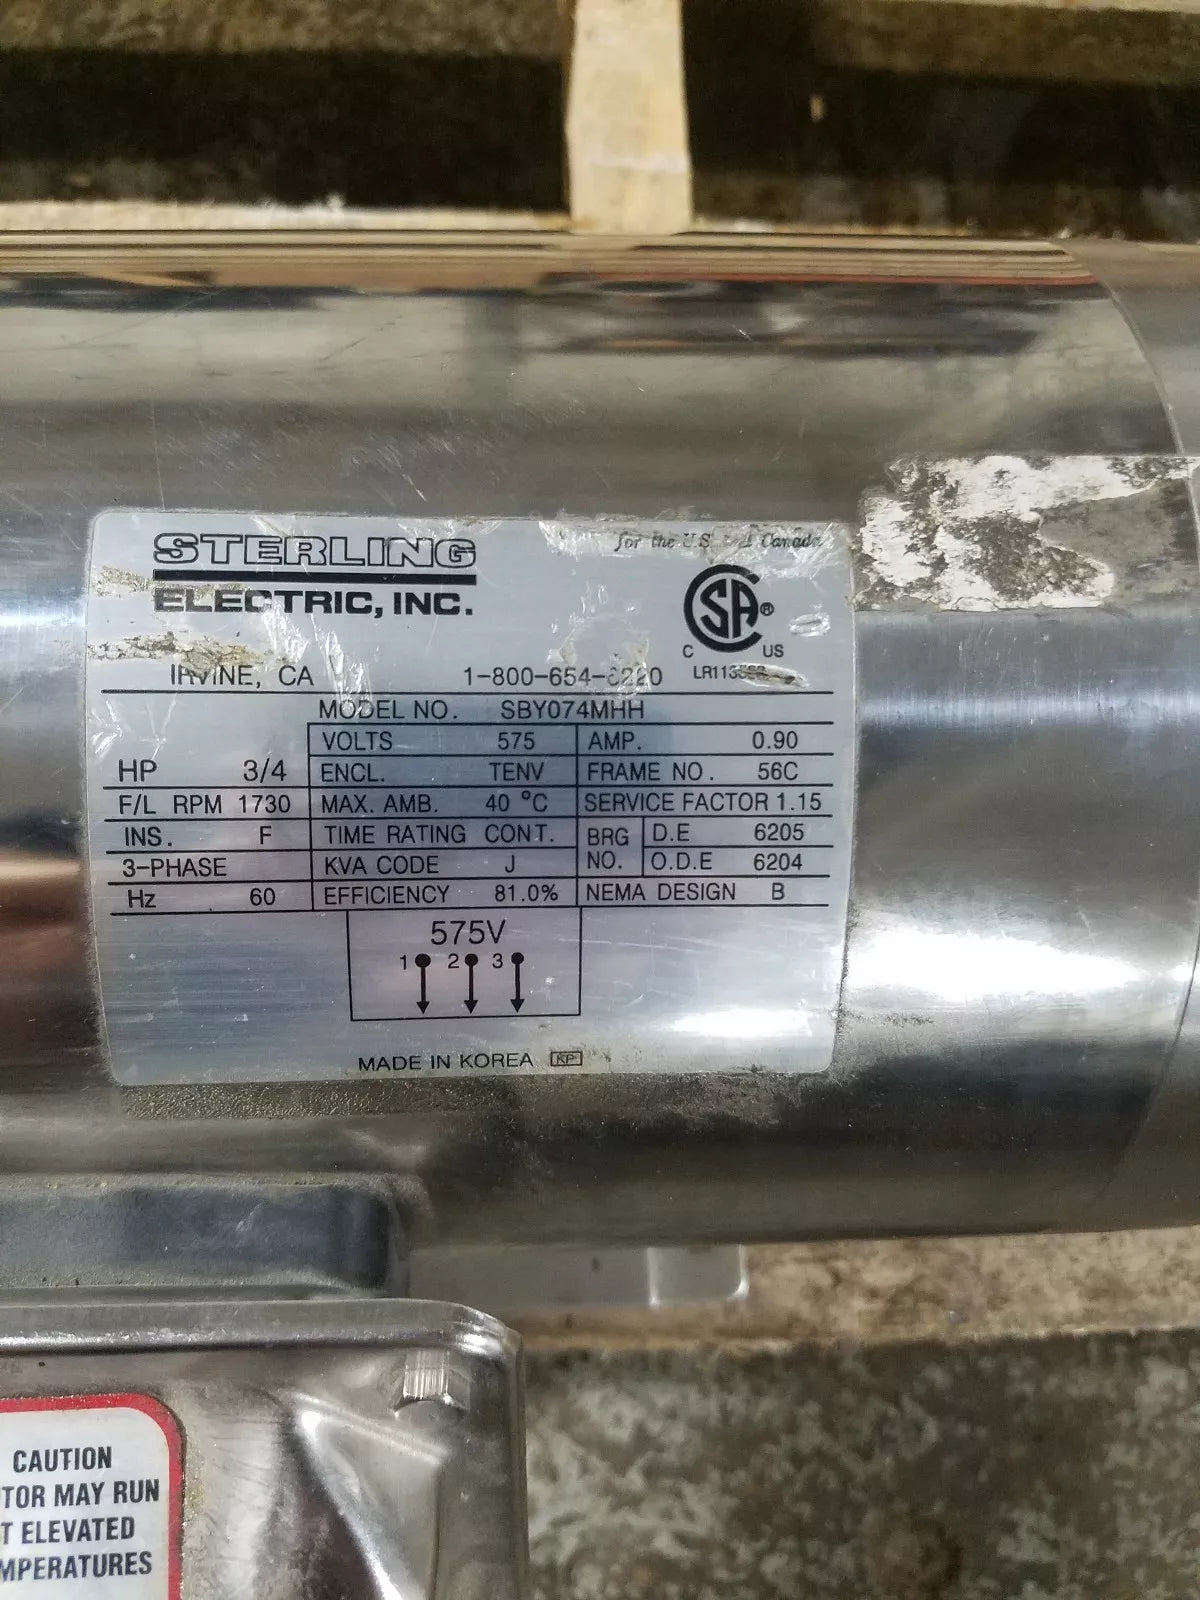 STERLING
ELECTRIC, INC.
for the U.S. Canada
CSA ®
C US
IRVINE, CA 1-800-654-6220
MODEL NO. SBY074MHH
VOLTS 575 AMP. 0.90
HP 3/4 ENCL. TENV FRAME NO. 56C
F/L RPM 1730 MAX. AMB. 40 °C SERVICE FACTOR 1.15
INS. F TIME RATING CONT. BRG NO. D.E 6205
3-PHASE KVA CODE J O.D.E 6204
Hz 60 EFFICIENCY 81.0% NEMA DESIGN B
575V
1 2 3
MADE IN KOREA KP
CAUTION
TOR MAY RUN
T ELEVATED
MPERATURES